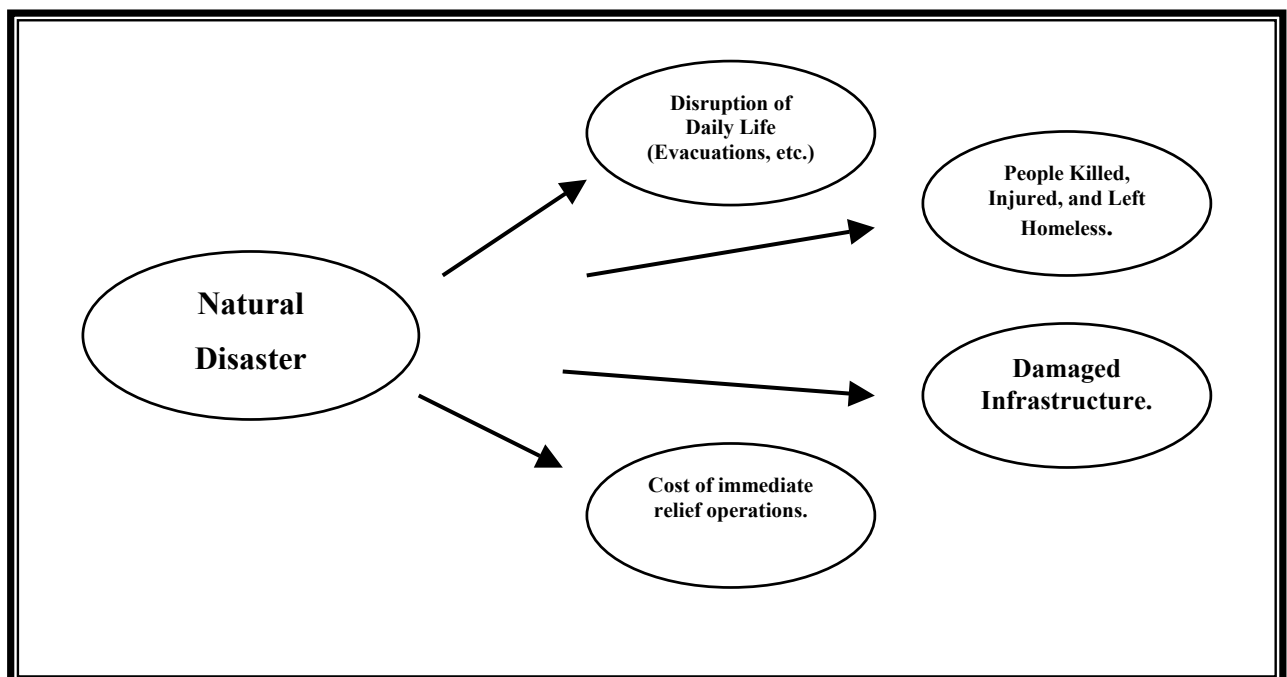 Disruption of
Daily Life
(Evacuations, etc.)
People Killed,
Injured, and Left
Homeless.
Natural
Disaster
Damaged
Infrastructure.
Cost of immediate
relief operations.